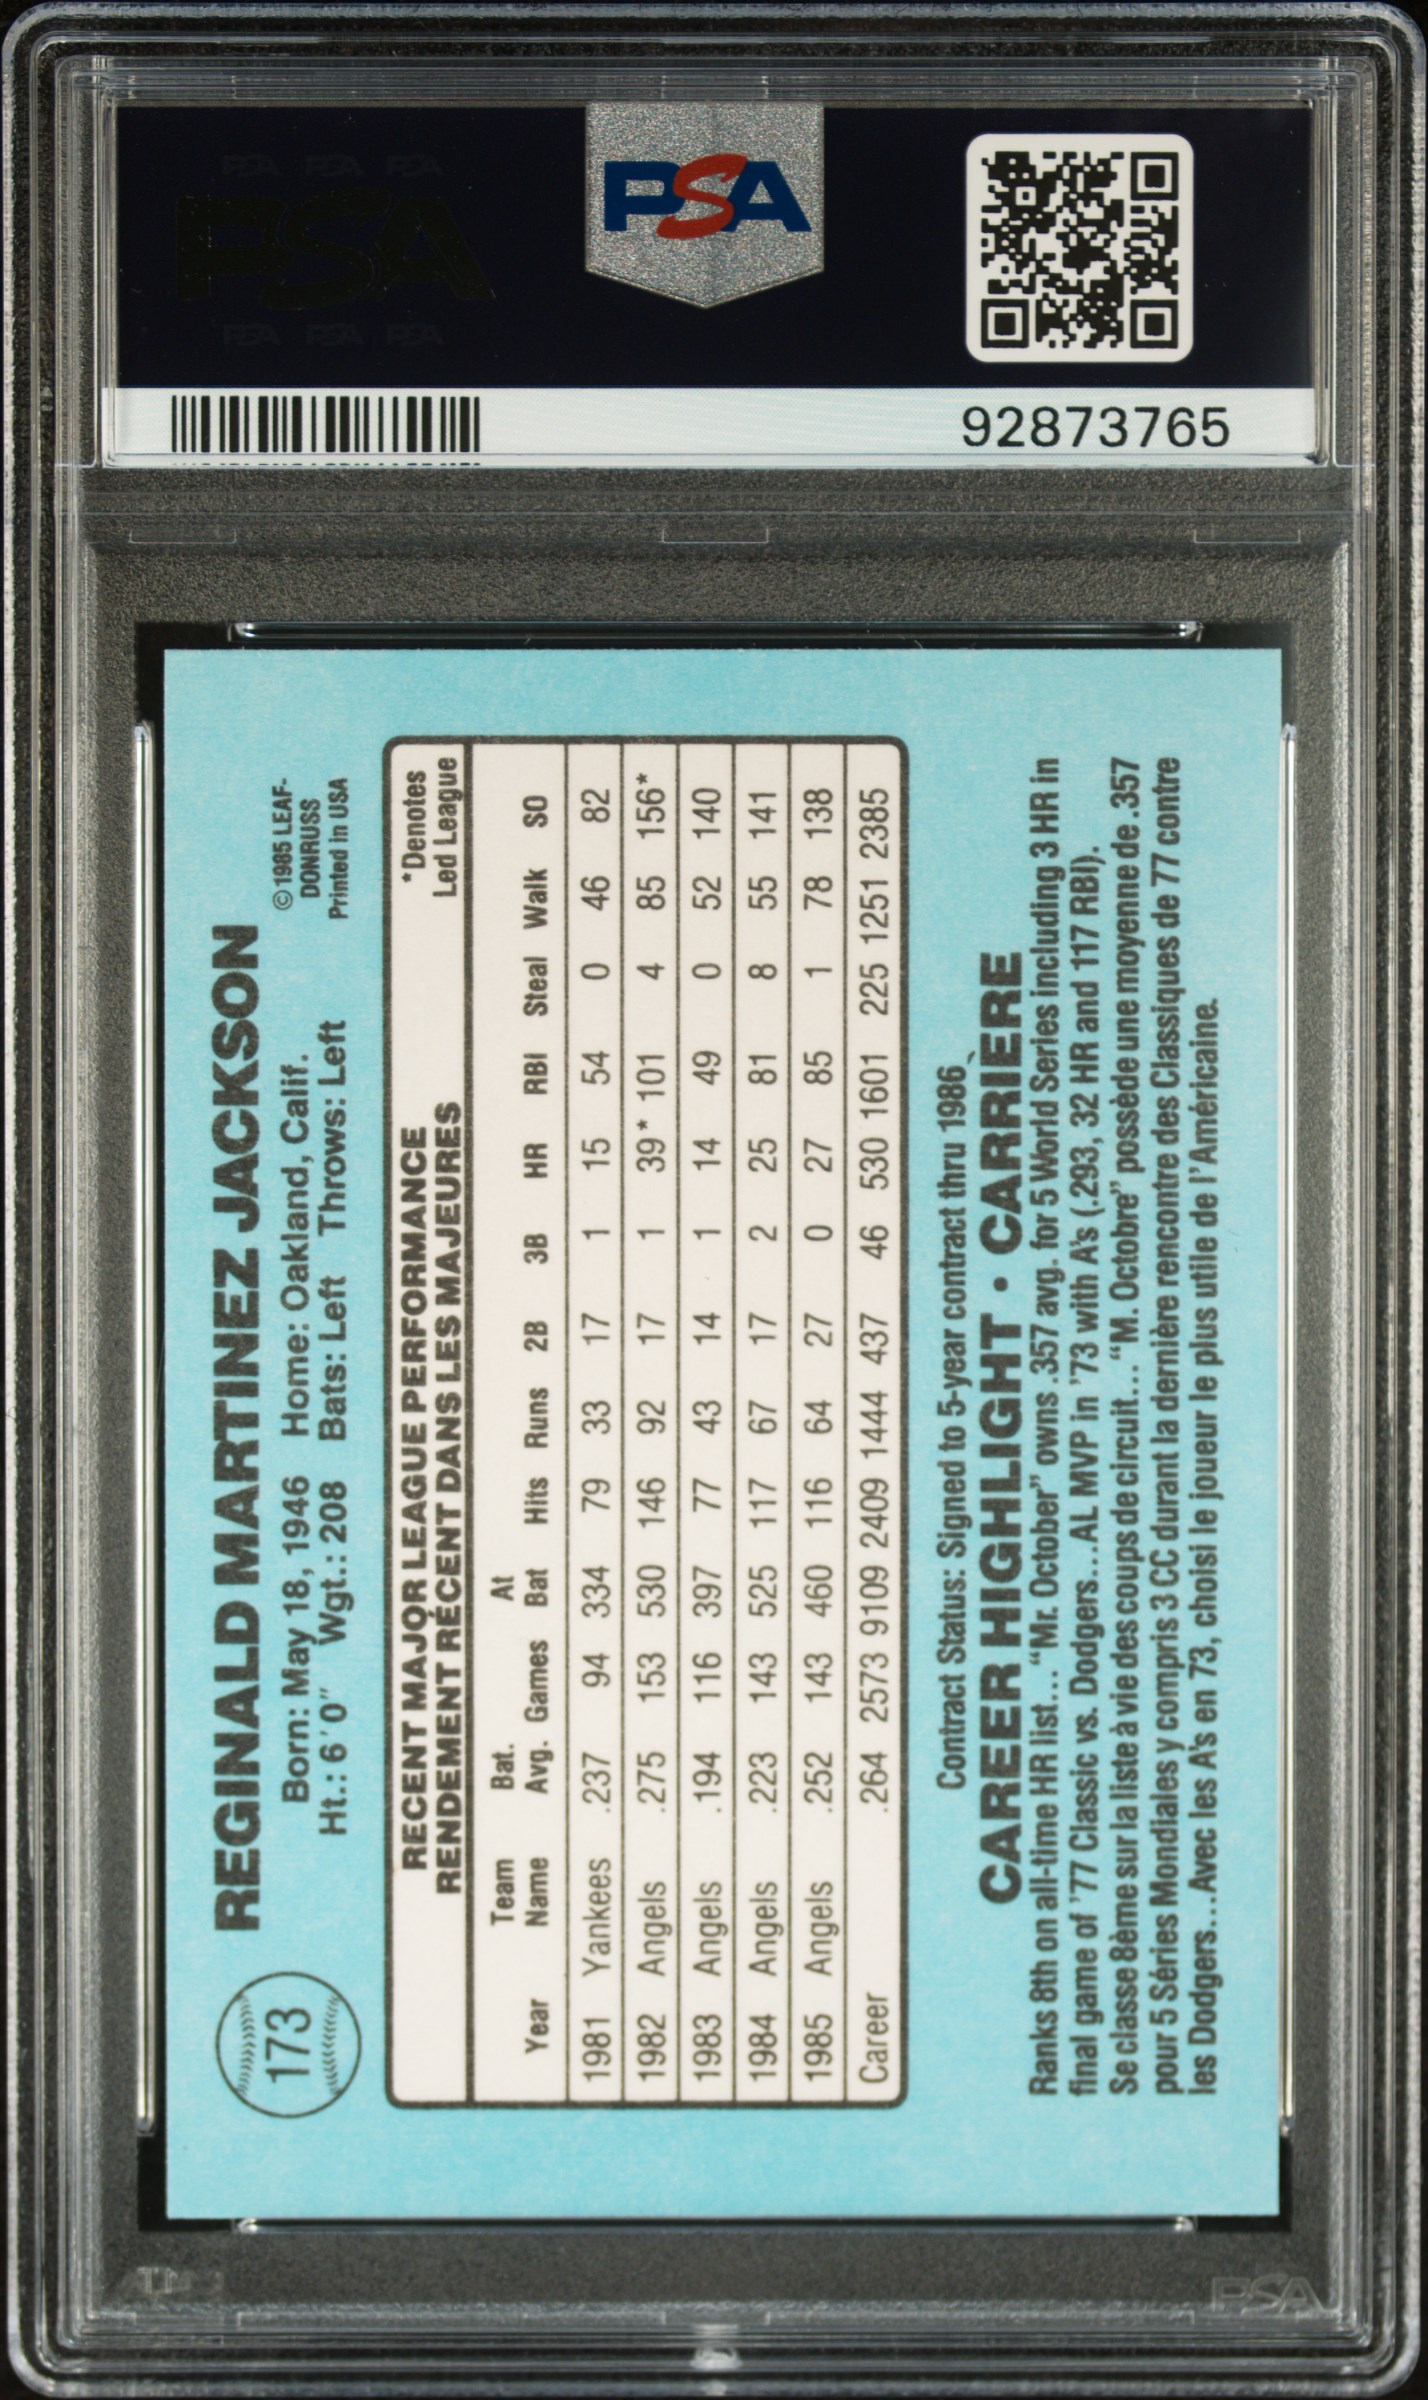 PSA PSA PSA
PSA
PSA PSA PSA
PSA
92873765
173
REGINALD MARTINEZ JACKSON
Born: May 18, 1946 Home: Oakland, Calif.
Ht.: 6'0" Wgt.: 208 Bats: Left Throws: Left
© 1985 LEAF-
DONRUSS
Printed in USA
RECENT MAJOR LEAGUE PERFORMANCE
RENDEMENT RÉCENT DANS LES MAJEURES
*Denotes
Led League
Year Team Name Bat. Avg. Games At Bat Hits Runs 2B 3B HR RBI Steal Walk SO
1981 Yankees .237 94 334 79 33 17 1 15 54 0 46 82
1982 Angels .275 153 530 146 92 17 1 39* 101 4 85 156*
1983 Angels .194 116 397 77 43 14 1 14 49 0 52 140
1984 Angels .223 143 525 117 67 17 2 25 81 8 55 141
1985 Angels .252 143 460 116 64 27 0 27 85 1 78 138
Career .264 2573 9109 2409 1444 437 46 530 1601 225 1251 2385
Contract Status: Signed to 5-year contract thru 1986
CAREER HIGHLIGHT • CARRIÈRE
Ranks 8th on all-time HR list... "Mr. October" owns .357 avg. for 5 World Series including 3 HR in
final game of '77 Classic vs. Dodgers...AL MVP in '73 with A's (.293, 32 HR and 117 RBI).
Se classe 8ème sur la liste à vie des coups de circuit... "M. Octobre" possède une moyenne de .357
pour 5 Séries Mondiales y compris 3 CC durant la dernière rencontre des Classiques de 77 contre
les Dodgers...Avec les A's en 73, choisi le joueur le plus utile de l'Américaine.
PSA